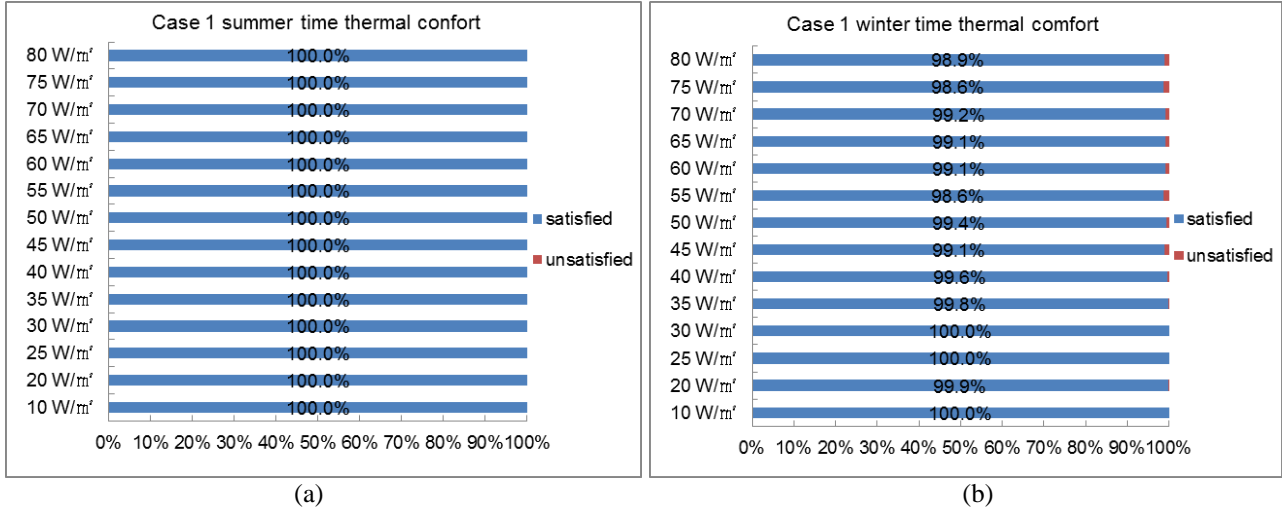 Case 1 summer time thermal confort
80 W/㎡ 100.0%
75 W/㎡ 100.0%
70 W/㎡ 100.0%
65 W/㎡ 100.0%
60 W/㎡ 100.0%
55 W/㎡ 100.0%
50 W/㎡ 100.0%
45 W/㎡ 100.0%
40 W/㎡ 100.0%
35 W/㎡ 100.0%
30 W/㎡ 100.0%
25 W/㎡ 100.0%
20 W/㎡ 100.0%
10 W/㎡ 100.0%
0% 10% 20% 30% 40% 50% 60% 70% 80% 90% 100%
satisfied
unsatisfied
(a)
Case 1 winter time thermal comfort
80 W/㎡ 98.9%
75 W/㎡ 98.6%
70 W/㎡ 99.2%
65 W/㎡ 99.1%
60 W/㎡ 99.1%
55 W/㎡ 98.6%
50 W/㎡ 99.4%
45 W/㎡ 99.1%
40 W/㎡ 99.6%
35 W/㎡ 99.8%
30 W/㎡ 100.0%
25 W/㎡ 100.0%
20 W/㎡ 99.9%
10 W/㎡ 100.0%
0% 10% 20% 30% 40% 50% 60% 70% 80% 90% 100%
satisfied
unsatisfied
(b)